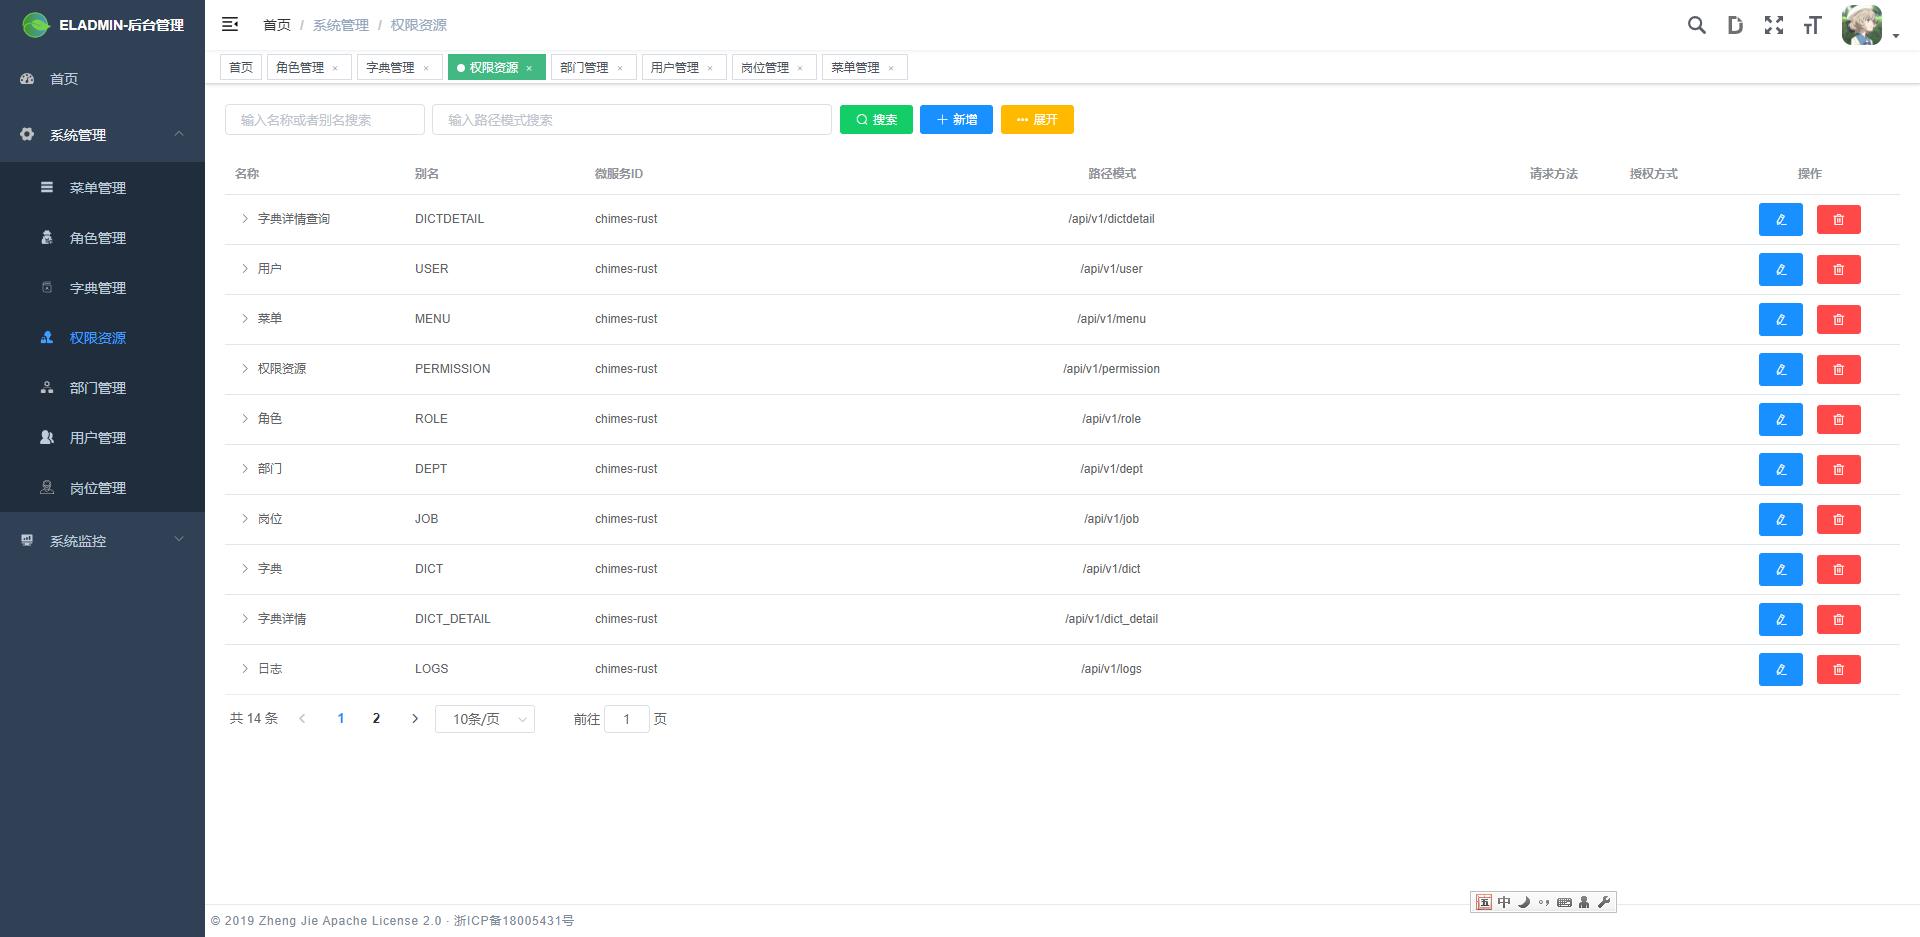 ELADMIN-后台管理
首页
系统管理
菜单管理
角色管理
字典管理
权限资源
部门管理
用户管理
岗位管理
系统监控
首页 / 系统管理 / 权限资源
首页 角色管理 × 字典管理 × 权限资源 × 部门管理 × 用户管理 × 岗位管理 × 菜单管理 ×
输入名称或者别名搜索 输入路径模式搜索 搜索 新增 展开
名称 别名 微服务ID 路径模式 请求方法 授权方式 操作
字典详情查询 DICTDETAIL chimes-rust /api/v1/dictdetail
用户 USER chimes-rust /api/v1/user
菜单 MENU chimes-rust /api/v1/menu
权限资源 PERMISSION chimes-rust /api/v1/permission
角色 ROLE chimes-rust /api/v1/role
部门 DEPT chimes-rust /api/v1/dept
岗位 JOB chimes-rust /api/v1/job
字典 DICT chimes-rust /api/v1/dict
字典详情 DICT_DETAIL chimes-rust /api/v1/dict_detail
日志 LOGS chimes-rust /api/v1/logs
共 14 条 1 2 10条/页 前往 1 页
五 中
© 2019 Zheng Jie Apache License 2.0 · 浙ICP备18005431号